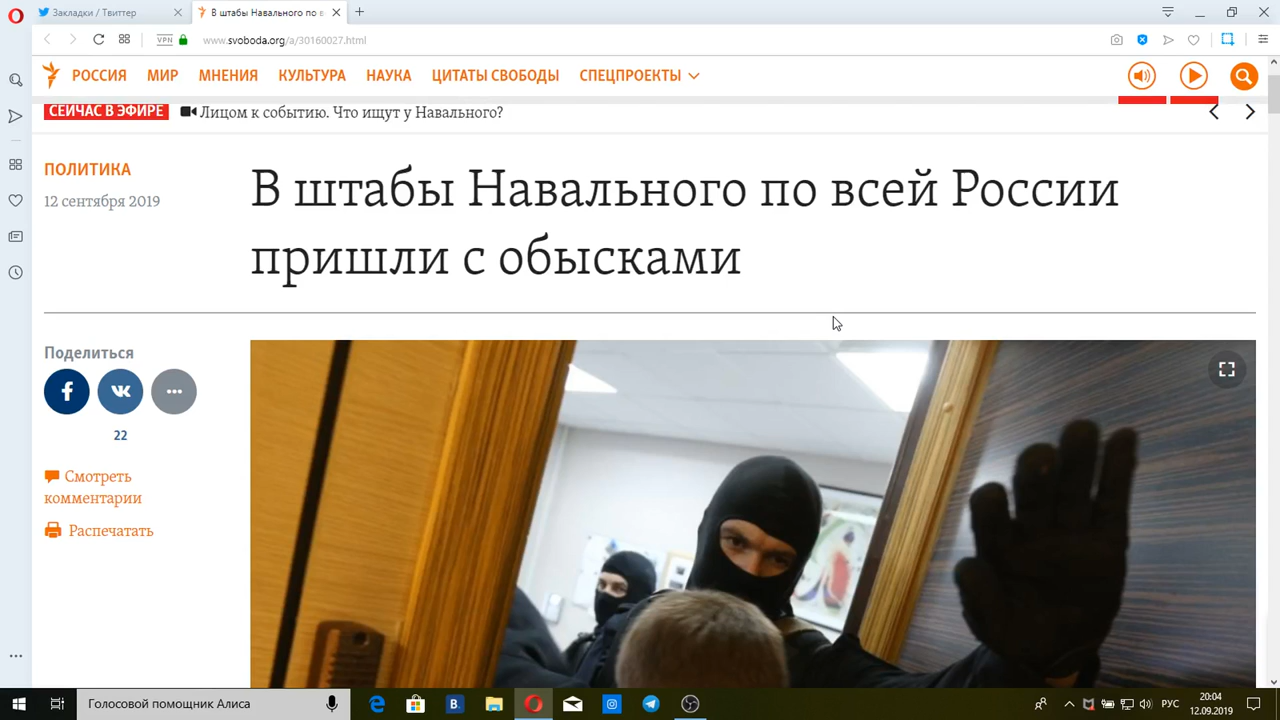 Закладки / Твиттер
В штабы Навального по в
VPN
www.svoboda.org/a/30160027.html
РОССИЯ МИР МНЕНИЯ КУЛЬТУРА НАУКА ЦИТАТЫ СВОБОДЫ СПЕЦПРОЕКТЫ
СЕЙЧАС В ЭФИРЕ Лицом к событию. Что ищут у Навального?
ПОЛИТИКА
12 сентября 2019
В штабы Навального по всей России
пришли с обысками
Поделиться
22
Смотреть
комментарии
Распечатать
Голосовой помощник Алиса
РУС
20:04
12.09.2019